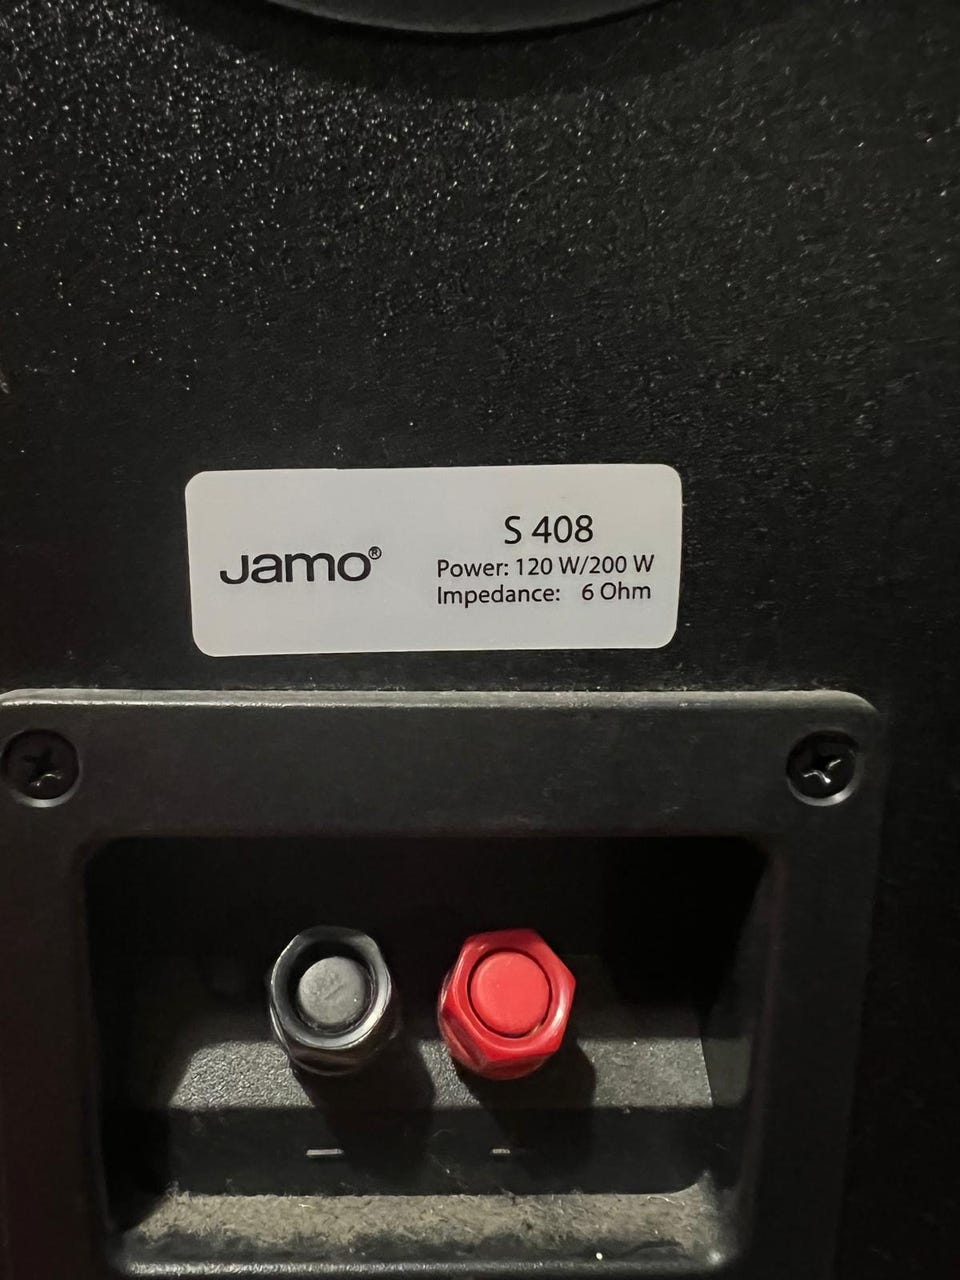 Jamo®
S 408
Power: 120 W/200 W
Impedance: 6 Ohm